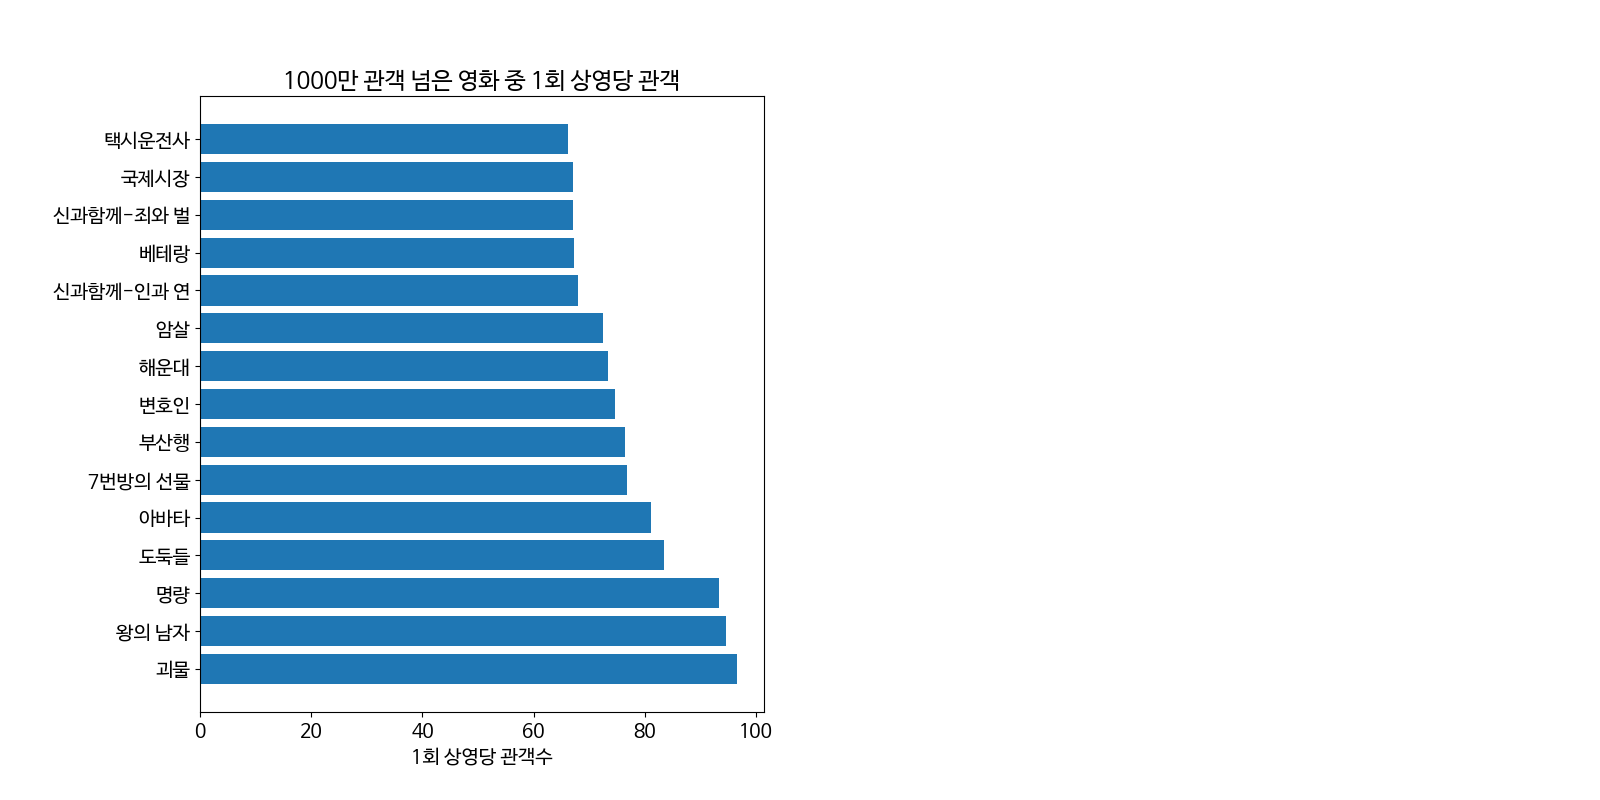 1000만 관객 넘은 영화 중 1회 상영당 관객
택시운전사
국제시장
신과함께-죄와 벌
베테랑
신과함께-인과 연
암살
해운대
변호인
부산행
7번방의 선물
아바타
도둑들
명량
왕의 남자
괴물
0 20 40 60 80 100
1회 상영당 관객수